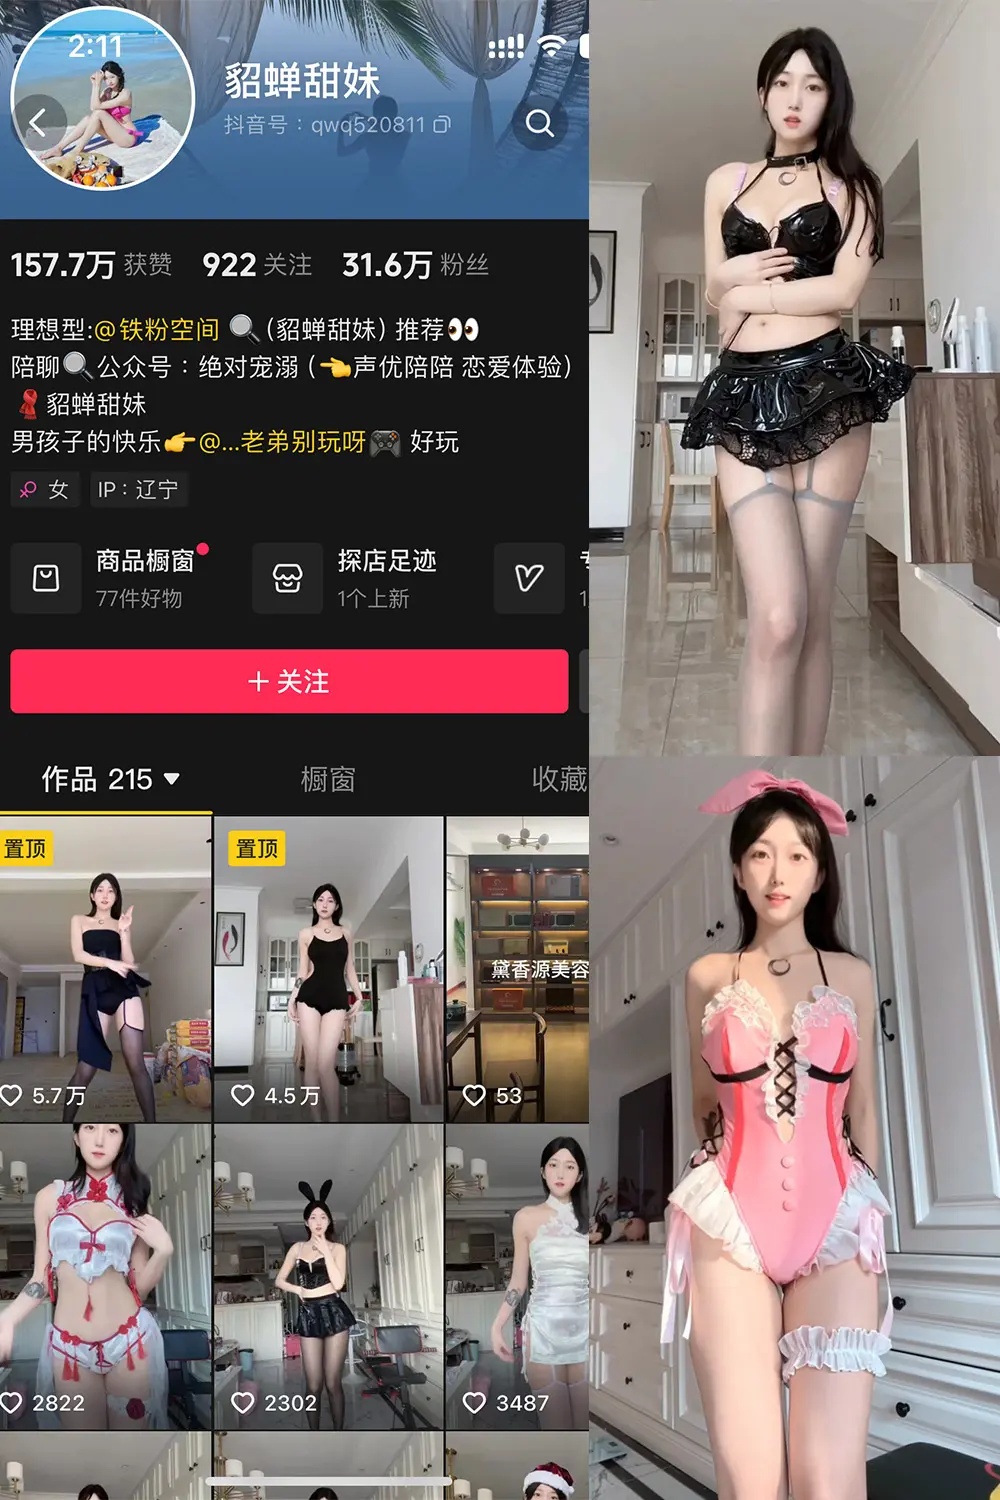 2:11
貂蝉甜妹
抖音号：qwq520811
157.7万 获赞 922 关注 31.6万 粉丝
理想型:@铁粉空间 🔍 (貂蝉甜妹) 推荐👀
陪聊🔍公众号：绝对宠溺 (👈声优陪陪 恋爱体验)
🧣貂蝉甜妹
男孩子的快乐👉@...老弟别玩呀🎮 好玩
女 IP：辽宁
商品橱窗
77件好物
探店足迹
1个上新
+ 关注
作品 215 橱窗 收藏
置顶
置顶
黛香源美容
5.7万
4.5万
53
2822
2302
3487